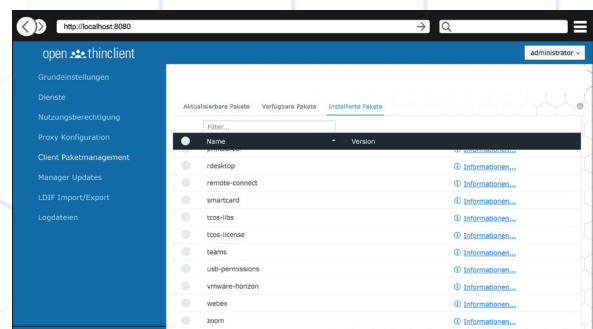 http://localhost:8080
open thinclient
administrator
Grundeinstellungen
Dienste
Nutzungsberechtigung
Proxy Konfiguration
Client Paketmanagement
Manager Updates
LDIF Import/Export
Logdateien
Aktualisierbare Pakete Verfügbare Pakete Installierte Pakete
Filter...
Name Version
printserver Informationen...
rdesktop Informationen...
remote-connect Informationen...
smartcard Informationen...
tcos-libs Informationen...
tcos-license Informationen...
teams Informationen...
usb-permissions Informationen...
vmware-horizon Informationen...
webex Informationen...
zoom Informationen...